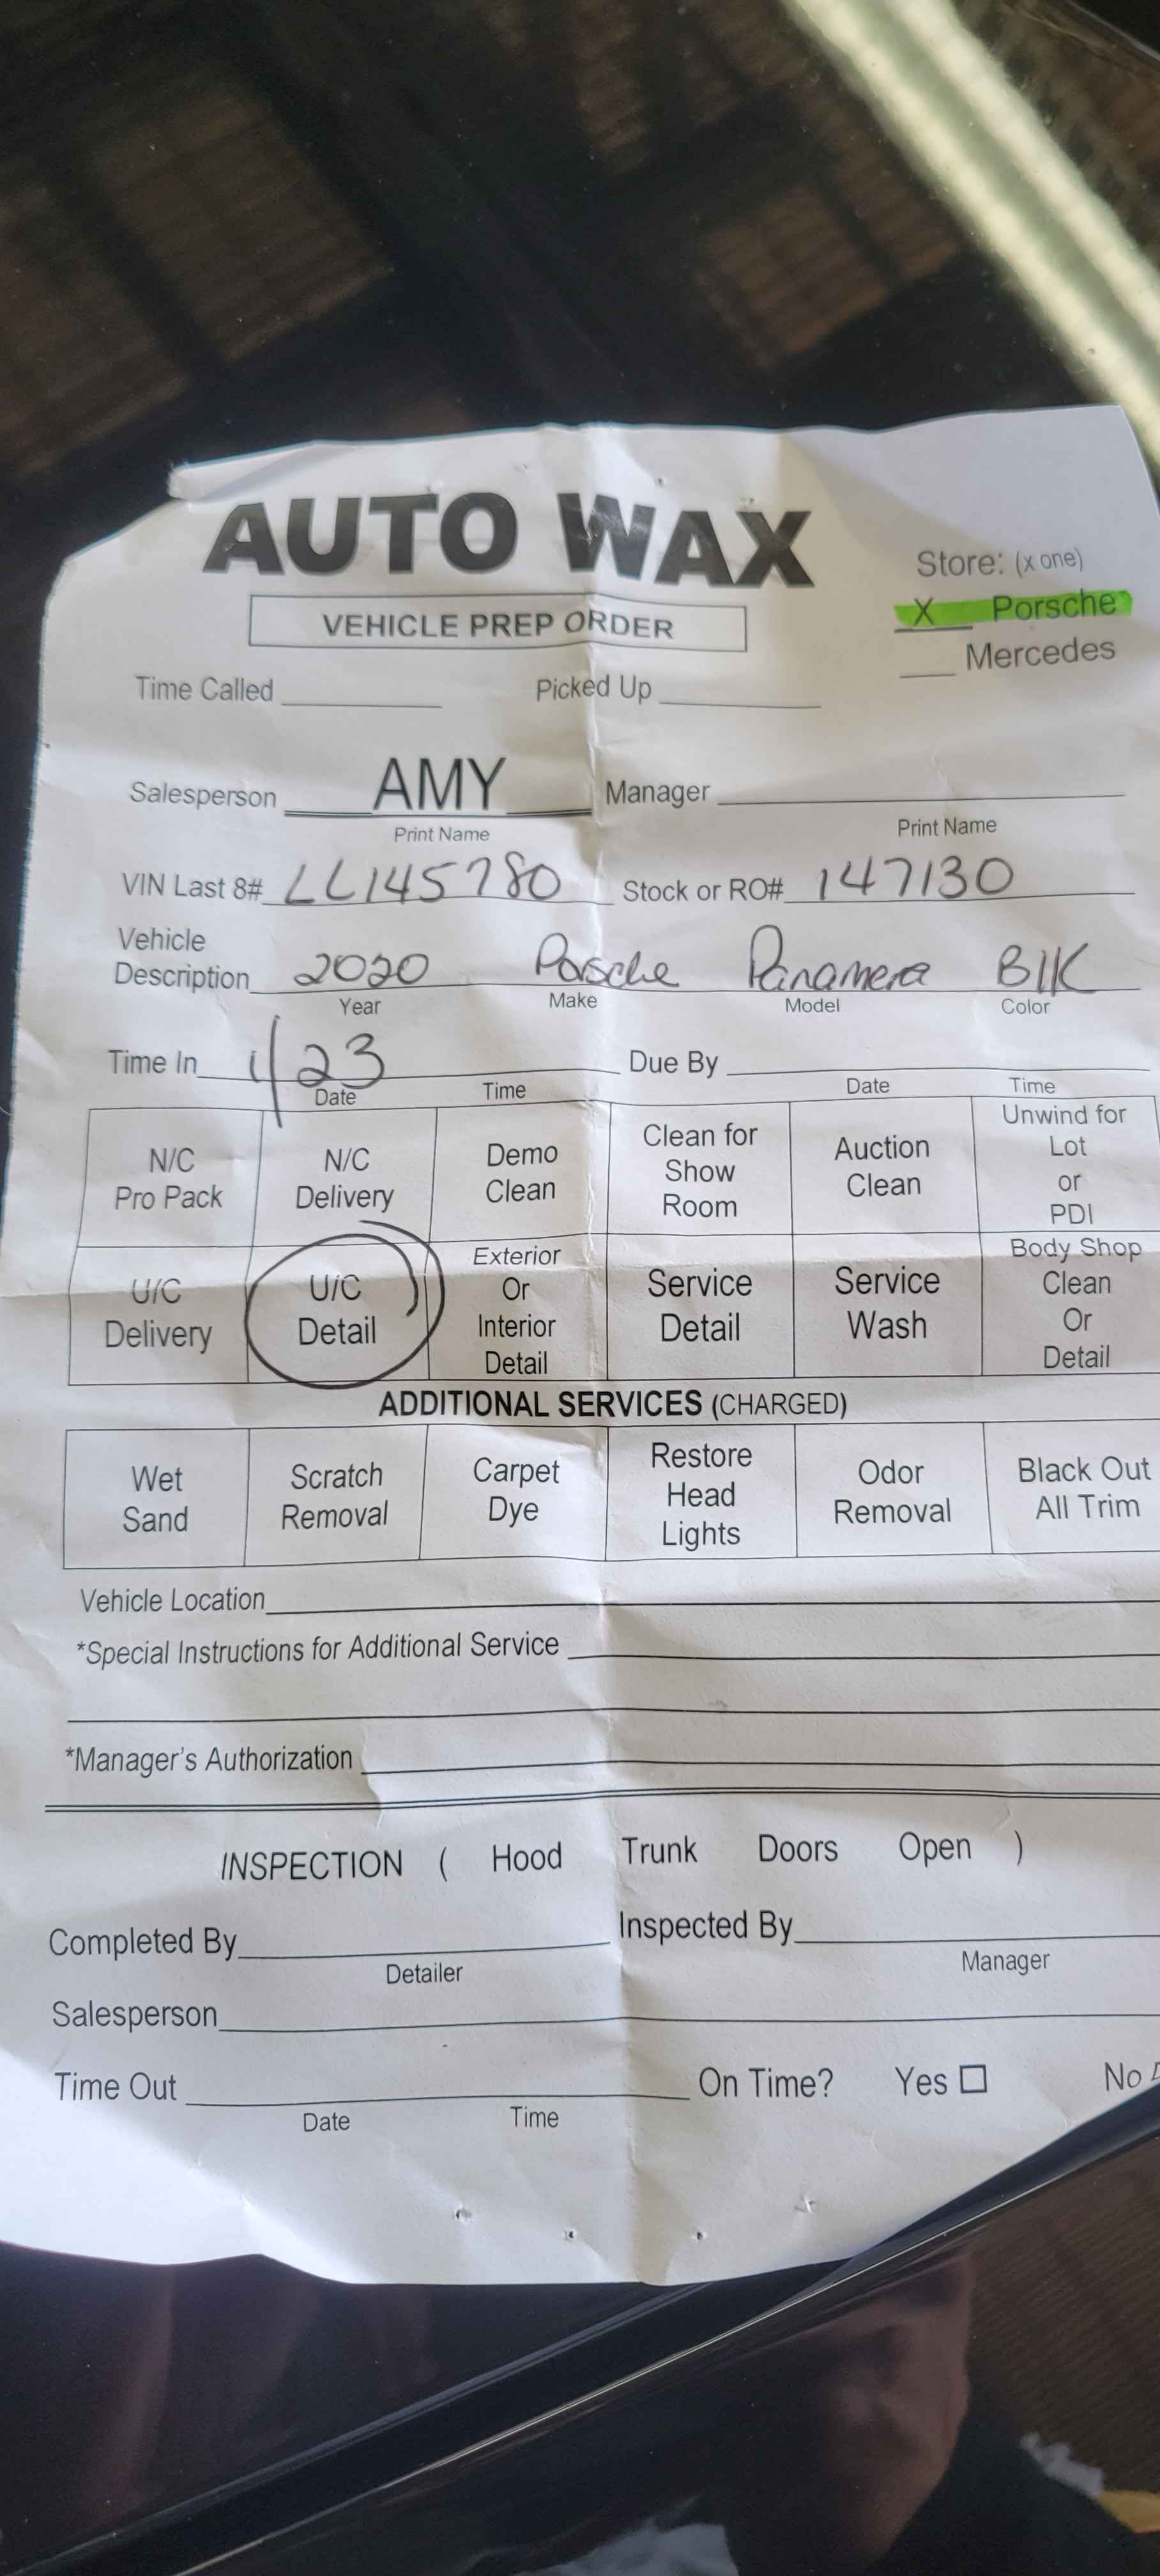 AUTO WAX
Store: (x one)
VEHICLE PREP ORDER
X Porsche
Mercedes
Time Called Picked Up
Salesperson AMY Manager
Print Name Print Name
VIN Last 8# LL145780 Stock or RO# 147130
Vehicle
Description 2020 Porsche Panamera Blk
Year Make Model Color
Time In 1/23 Due By
Date Time Date Time
N/C Pro Pack
N/C Delivery
Demo Clean
Clean for Show Room
Auction Clean
Unwind for Lot or PDI
U/C Delivery
U/C Detail
Exterior Or Interior Detail
Service Detail
Service Wash
Body Shop Clean Or Detail
ADDITIONAL SERVICES (CHARGED)
Wet Sand
Scratch Removal
Carpet Dye
Restore Head Lights
Odor Removal
Black Out All Trim
Vehicle Location
*Special Instructions for Additional Service
*Manager's Authorization
INSPECTION ( Hood Trunk Doors Open )
Completed By Inspected By
Detailer Manager
Salesperson
Time Out On Time? Yes ☐ No
Date Time